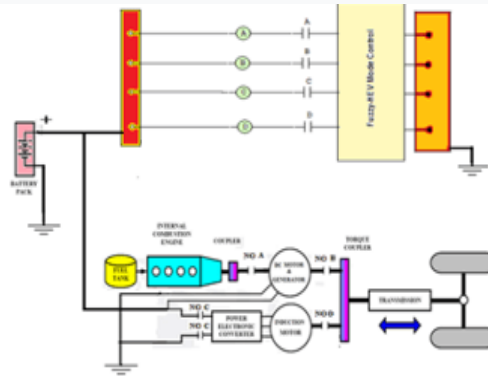 A
A
B
B
C
C
D
D
Fuzzy-HEV Mode Control
+
BATTERY
PACK
INTERNAL
COMBUSTION
ENGINE
COUPLER
TORQUE
COUPLER
FUEL
TANK
NO A
DC MOTOR
&
GENERATOR
NO B
TRANSMISSION
NO C
NO C
POWER
ELECTRONIC
CONVERTER
INDUCTION
MOTOR
NO D